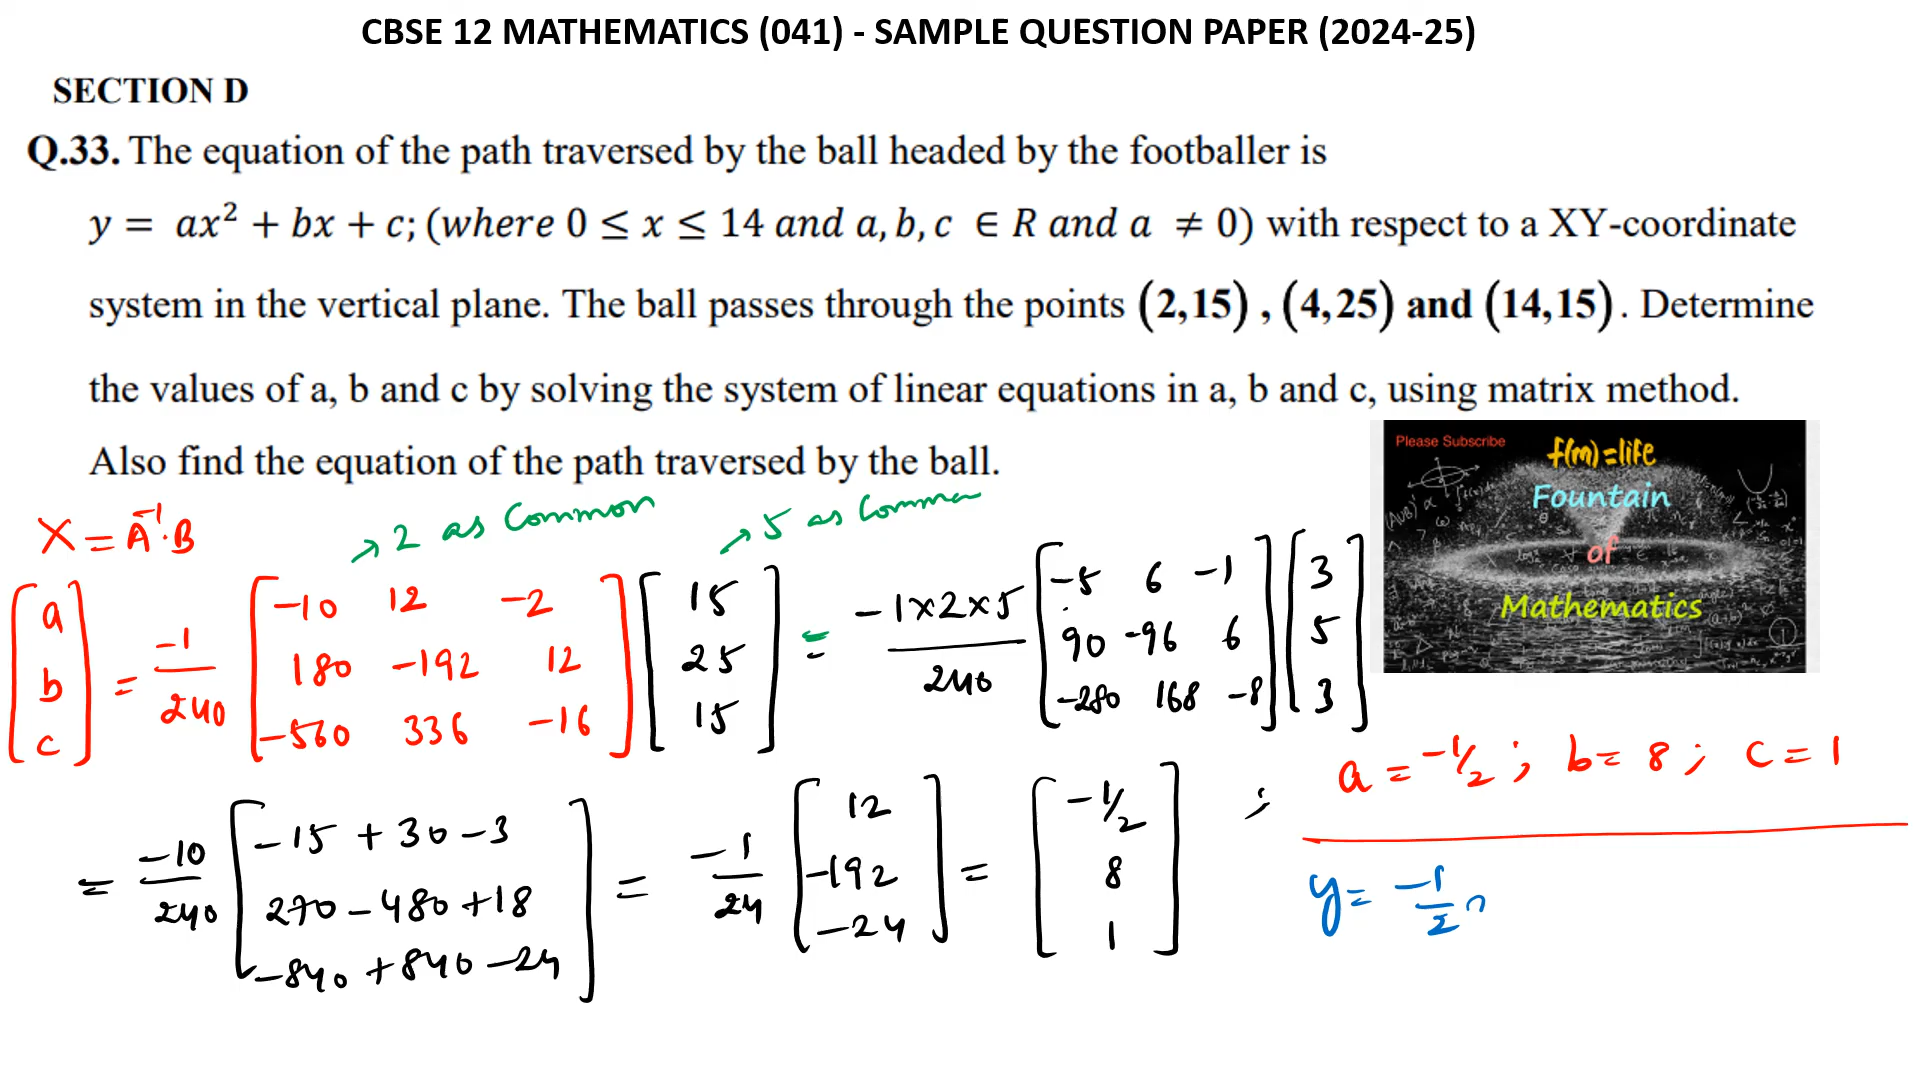 CBSE 12 MATHEMATICS (041) - SAMPLE QUESTION PAPER (2024-25)
SECTION D
Q.33. The equation of the path traversed by the ball headed by the footballer is
y = ax² + bx + c; (where 0 ≤ x ≤ 14 and a, b, c ∈ R and a ≠ 0) with respect to a XY-coordinate
system in the vertical plane. The ball passes through the points (2,15) , (4,25) and (14,15). Determine
the values of a, b and c by solving the system of linear equations in a, b and c, using matrix method.
Also find the equation of the path traversed by the ball.
Please Subscribe
f(m)=life
Fountain
of
Mathematics
X = A⁻¹·B
→ 2 as Common
→ 5 as Comm
[a b c] = -1/240 [-10 12 -2; 180 -192 12; -560 336 -16] [15 25 15] = -1×2×5/240 [-5 6 -1; 90 -96 6; -280 168 -8] [3 5 3]
= -10/240 [-15 + 30 - 3; 270 - 480 + 18; -840 + 840 - 24] = -1/24 [12 -192 -24] = [-1/2 8 1] ;
a = -1/2 ; b = 8 ; c = 1
y = -1/2